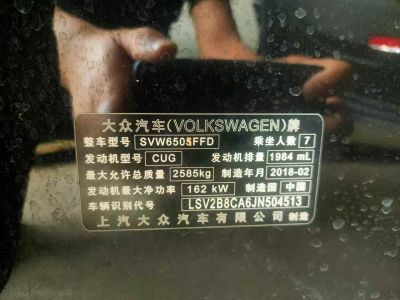 大众汽车(VOLKSWAGEN)牌
整车型号 SVW6503FFD 乘坐人数 7
发动机型号 CUG 发动机排量 1984 mL
最大允许总质量 2585kg 制造年月 2018-02
发动机最大净功率 162 kW 制造国 中国
车辆识别代号 LSV2B8CA6JN504513
上汽大众汽车有限公司 制造